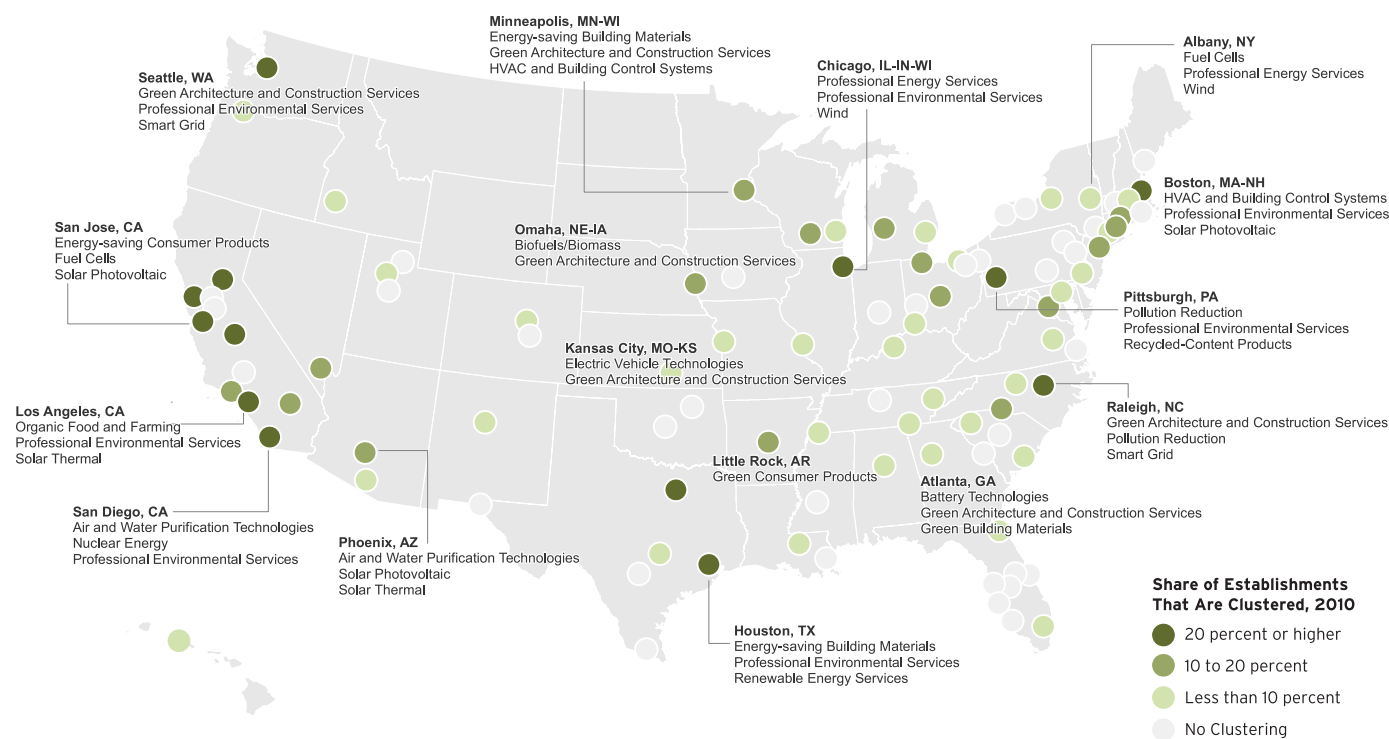 Minneapolis, MN-WI
Energy-saving Building Materials
Green Architecture and Construction Services
HVAC and Building Control Systems
Albany, NY
Fuel Cells
Professional Energy Services
Wind
Chicago, IL-IN-WI
Professional Energy Services
Professional Environmental Services
Wind
Seattle, WA
Green Architecture and Construction Services
Professional Environmental Services
Smart Grid
Boston, MA-NH
HVAC and Building Control Systems
Professional Environmental Services
Solar Photovoltaic
San Jose, CA
Energy-saving Consumer Products
Fuel Cells
Solar Photovoltaic
Omaha, NE-IA
Biofuels/Biomass
Green Architecture and Construction Services
Pittsburgh, PA
Pollution Reduction
Professional Environmental Services
Recycled-Content Products
Kansas City, MO-KS
Electric Vehicle Technologies
Green Architecture and Construction Services
Los Angeles, CA
Organic Food and Farming
Professional Environmental Services
Solar Thermal
Raleigh, NC
Green Architecture and Construction Services
Pollution Reduction
Smart Grid
Little Rock, AR
Green Consumer Products
Atlanta, GA
Battery Technologies
Green Architecture and Construction Services
Green Building Materials
San Diego, CA
Air and Water Purification Technologies
Nuclear Energy
Professional Environmental Services
Phoenix, AZ
Air and Water Purification Technologies
Solar Photovoltaic
Solar Thermal
Houston, TX
Energy-saving Building Materials
Professional Environmental Services
Renewable Energy Services
Share of Establishments
That Are Clustered, 2010
20 percent or higher
10 to 20 percent
Less than 10 percent
No Clustering